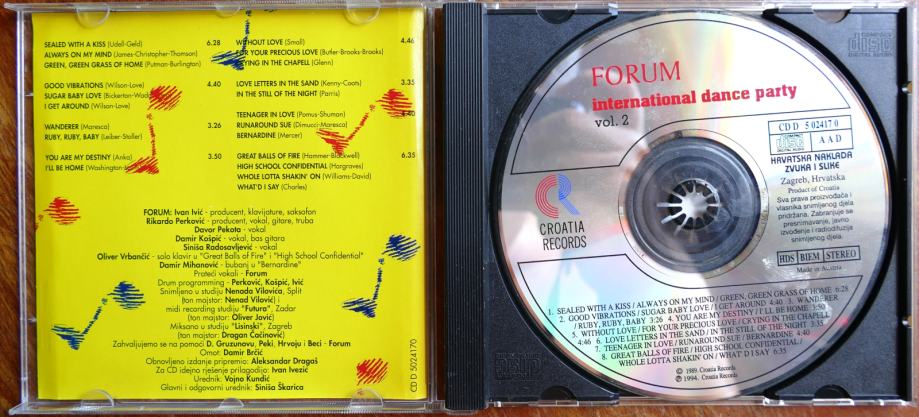 SEALED WITH A KISS (Udell-Geld) 6.28
ALWAYS ON MY MIND (James-Christopher-Thomson)
GREEN, GREEN GRASS OF HOME (Putman-Burlington)
GOOD VIBRATIONS (Wilson-Love) 4.40
SUGAR BABY LOVE (Bickerton-Wadd
I GET AROUND (Wilson-Love)
WANDERER (Maresca) 3.26
RUBY, RUBY, BABY (Leiber-Stoller)
YOU ARE MY DESTINY (Anka) 3.50
I'LL BE HOME (Washington-
WITHOUT LOVE (Small) 4.46
FOR YOUR PRECIOUS LOVE (Butler-Brooks-Brooks)
CRYING IN THE CHAPELL (Glenn)
LOVE LETTERS IN THE SAND (Kenny-Coots) 3.35
IN THE STILL OF THE NIGHT (Parris)
TEENAGER IN LOVE (Pomus-Shuman) 4.40
RUNAROUND SUE (Dimucci-Maresca)
BERNARDINE (Mercer)
GREAT BALLS OF FIRE (Hammer-Blackwell) 6.35
HIGH SCHOOL CONFIDENTIAL (Hargraves)
WHOLE LOTTA SHAKIN' ON (Williams-David)
WHAT'D I SAY (Charles)
FORUM: Ivan Ivić - producent, klavijature, saksofon
Rikardo Perković - producent, vokal, gitare, truba
Davor Pekota - vokal
Damir Košpić - vokal, bas gitara
Siniša Radosavljević - vokal
Oliver Vrbančić - solo klavir u "Great Balls of Fire" i "High School Confidential"
Damir Mihanović - bubanj u "Bernardine"
Prateći vokali - Forum
Drum programming - Perković, Košpić, Ivić
Snimljeno u studiju Nenada Vilovića, Split
(ton majstor: Nenad Vilović) i
midi recording studiju "Futura", Zadar
(ton majstor: Oliver Jović)
Miksano u studiju "Lisinski", Zagreb
(ton majstor: Dragan Čačinović)
Zahvaljujemo se na pomoći D. Gruzunovu, Peki, Hrvoju i Beci - Forum
Omot: Damir Brčić
Obnovljeno izdanje pripremio: Aleksandar Dragaš
Za CD idejno rješenje prilagodio: Ivan Ivezić
Urednik: Vojno Kundić
Glavni i odgovorni urednik: Siniša Škarica
CD D 5024170
FORUM
international dance party
vol. 2
CD D 5 02417 0
COMPACT disc DIGITAL AUDIO
A A D
HRVATSKA NAKLADA
ZVUKA I SLIKE
Zagreb, Hrvatska
Product of Croatia
Sva prava proizvođača i
vlasnika snimljenog djela
pridržana. Zabranjuje se
presnimavanje, javno
izvođenje i radiodifuzija
snimljenog djela.
HDS BIEM STEREO
Made in Austria
CROATIA
RECORDS
1. SEALED WITH A KISS / ALWAYS ON MY MIND / GREEN, GREEN GRASS OF HOME 6:28
2. GOOD VIBRATIONS / SUGAR BABY LOVE / I GET AROUND 4:40 3. WANDERER
/ RUBY, RUBY, BABY 3:26 4. YOU ARE MY DESTINY / I'LL BE HOME 3:50
5. WITHOUT LOVE / FOR YOUR PRECIOUS LOVE / CRYING IN THE CHAPELL
4:46 6. LOVE LETTERS IN THE SAND / IN THE STILL OF THE NIGHT 3:35
7. TEENAGER IN LOVE / RUNAROUND SUE / BERNARDINE 4:40
8. GREAT BALLS OF FIRE / HIGH SCHOOL CONFIDENTIAL /
WHOLE LOTTA SHAKIN' ON / WHAT D I SAY 6:35
℗ 1989. Croatia Records
© 1994. Croatia Records